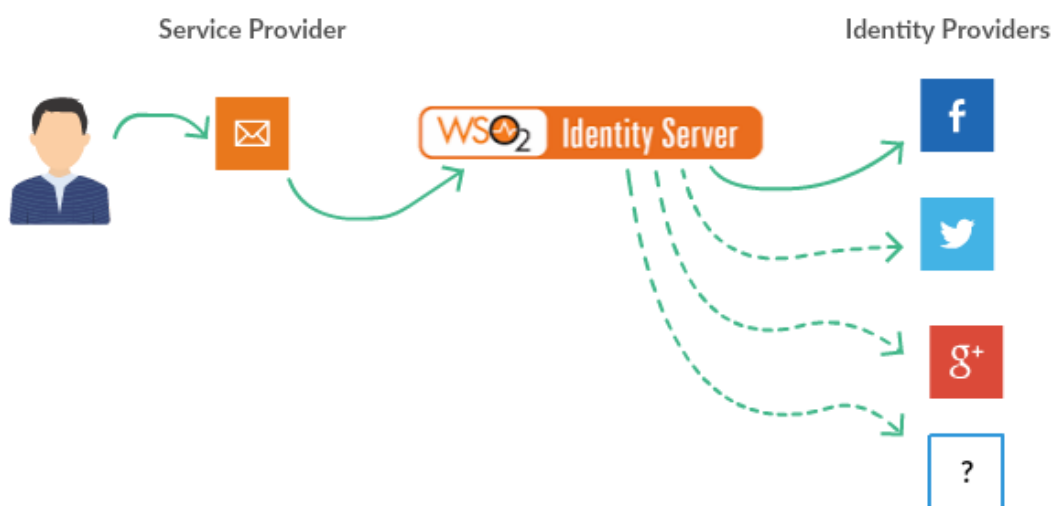 Service Provider
Identity Providers
WSO2 Identity Server
f
g+
?